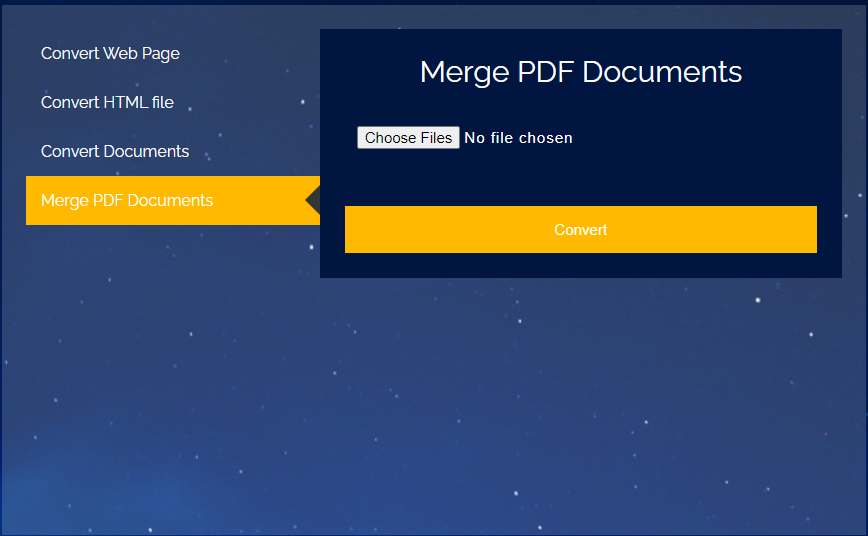 Convert Web Page
Convert HTML file
Convert Documents
Merge PDF Documents
Merge PDF Documents
Choose Files No file chosen
Convert